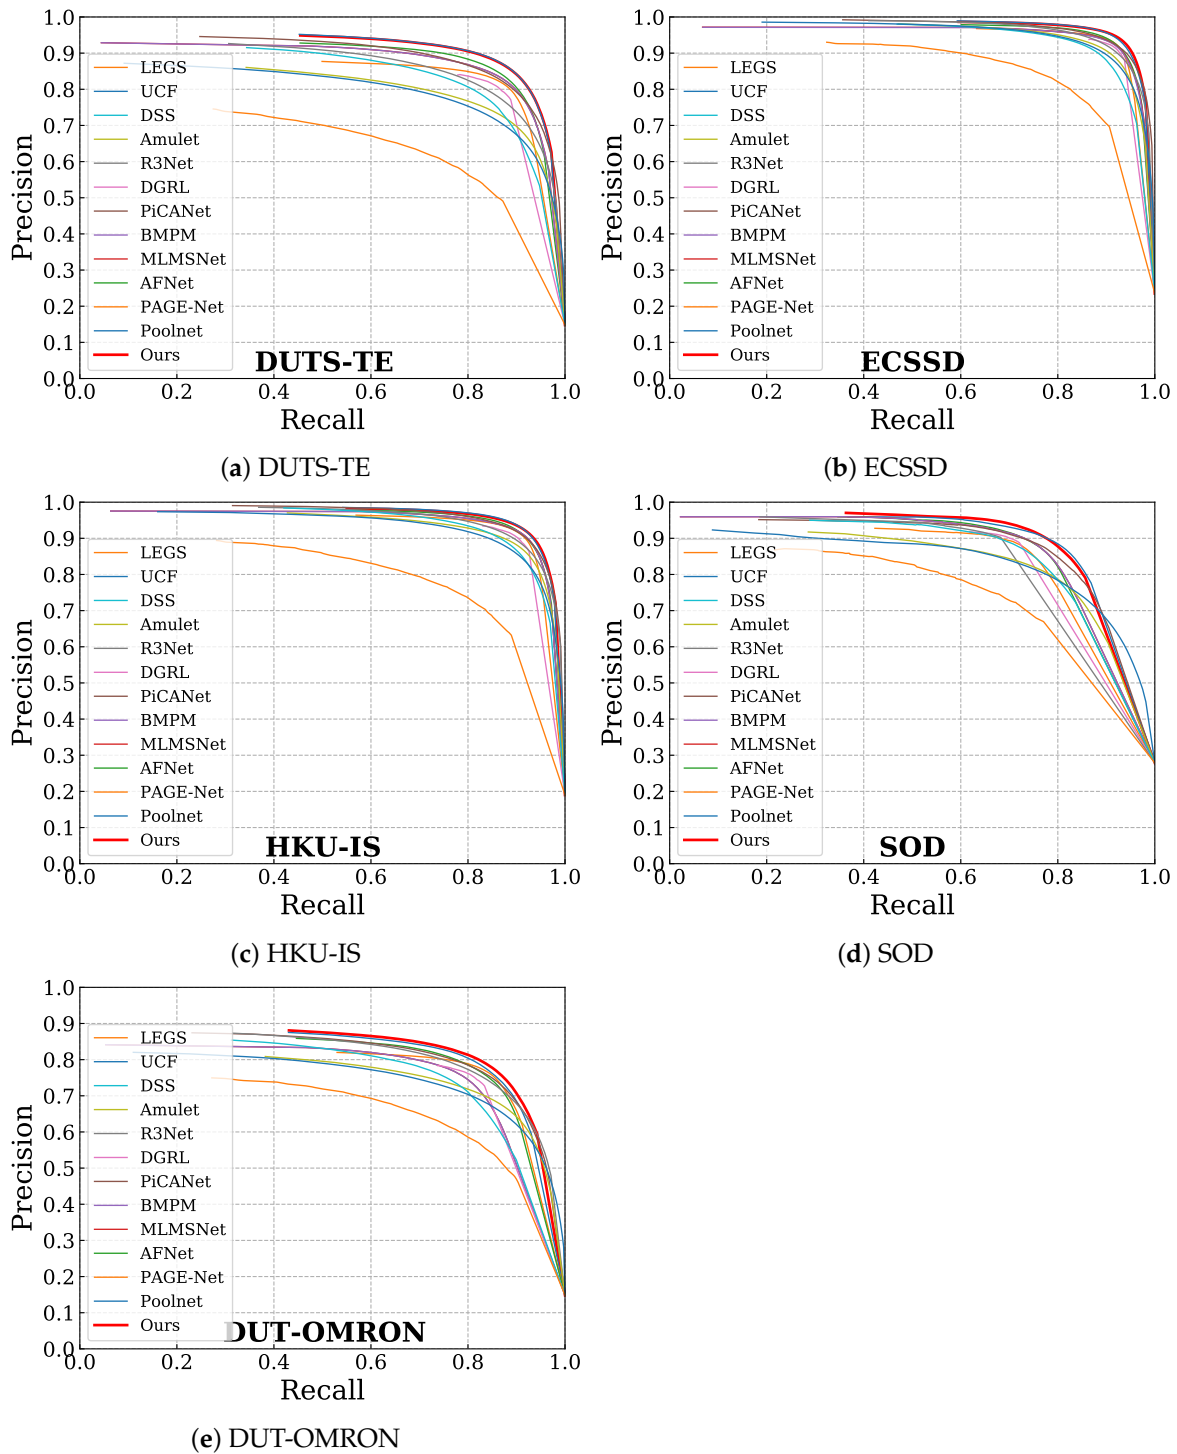 1.0
0.9
0.8
0.7
0.6
0.5
0.4
0.3
0.2
0.1
0.0
Precision
LEGS
UCF
DSS
Amulet
R3Net
DGRL
PiCANet
BMPM
MLMSNet
AFNet
PAGE-Net
Poolnet
Ours
DUTS-TE
0.0 0.2 0.4 0.6 0.8 1.0
Recall
(a) DUTS-TE
1.0
0.9
0.8
0.7
0.6
0.5
0.4
0.3
0.2
0.1
0.0
Precision
LEGS
UCF
DSS
Amulet
R3Net
DGRL
PiCANet
BMPM
MLMSNet
AFNet
PAGE-Net
Poolnet
Ours
ECSSD
0.0 0.2 0.4 0.6 0.8 1.0
Recall
(b) ECSSD
1.0
0.9
0.8
0.7
0.6
0.5
0.4
0.3
0.2
0.1
0.0
Precision
LEGS
UCF
DSS
Amulet
R3Net
DGRL
PiCANet
BMPM
MLMSNet
AFNet
PAGE-Net
Poolnet
Ours
HKU-IS
0.0 0.2 0.4 0.6 0.8 1.0
Recall
(c) HKU-IS
1.0
0.9
0.8
0.7
0.6
0.5
0.4
0.3
0.2
0.1
0.0
Precision
LEGS
UCF
DSS
Amulet
R3Net
DGRL
PiCANet
BMPM
MLMSNet
AFNet
PAGE-Net
Poolnet
Ours
SOD
0.0 0.2 0.4 0.6 0.8 1.0
Recall
(d) SOD
1.0
0.9
0.8
0.7
0.6
0.5
0.4
0.3
0.2
0.1
0.0
Precision
LEGS
UCF
DSS
Amulet
R3Net
DGRL
PiCANet
BMPM
MLMSNet
AFNet
PAGE-Net
Poolnet
Ours
DUT-OMRON
0.0 0.2 0.4 0.6 0.8 1.0
Recall
(e) DUT-OMRON